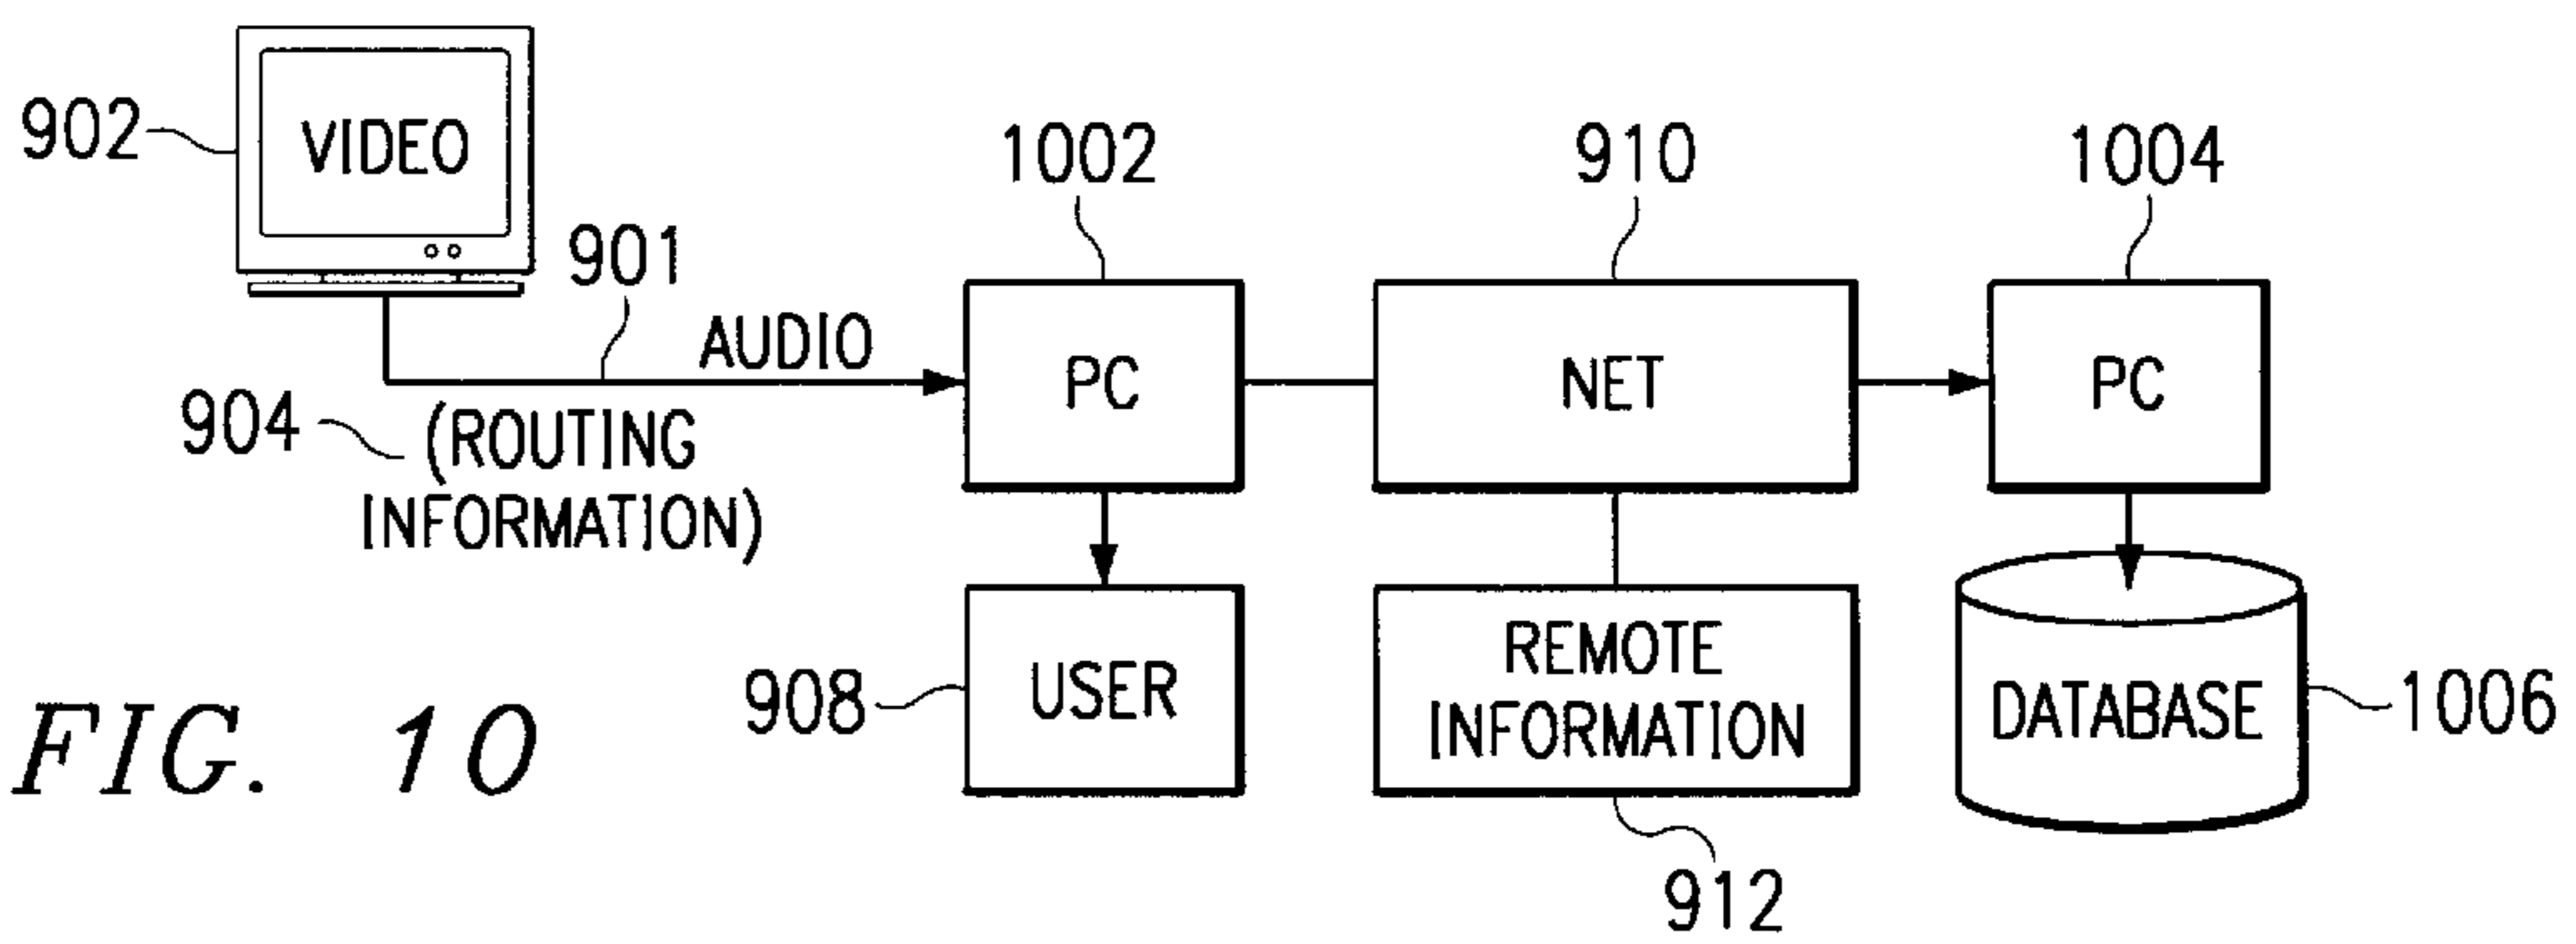 902
VIDEO
901
AUDIO
904
(ROUTING
INFORMATION)
1002
PC
910
NET
1004
PC
908
USER
REMOTE
INFORMATION
912
DATABASE
1006
FIG. 10